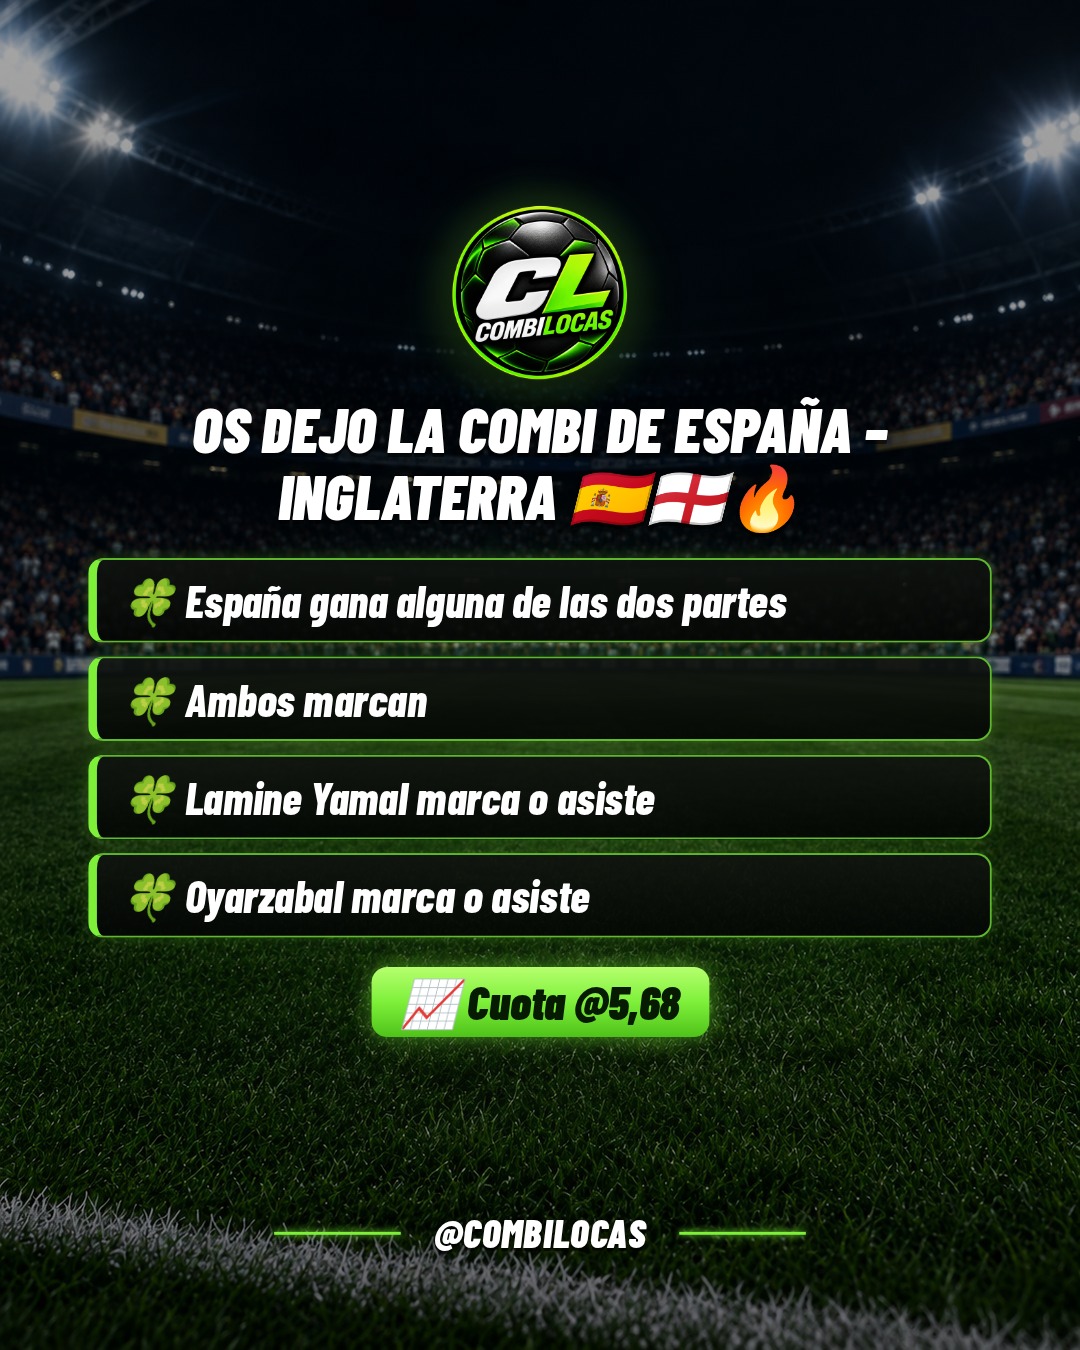 CL
COMBILOCAS
OS DEJO LA COMBI DE ESPAÑA -
INGLATERRA 🇪🇸🏴󠁧󠁢󠁥󠁮󠁧󠁿🔥
🍀 España gana alguna de las dos partes
🍀 Ambos marcan
🍀 Lamine Yamal marca o asiste
🍀 Oyarzabal marca o asiste
📈 Cuota @5,68
@COMBILOCAS